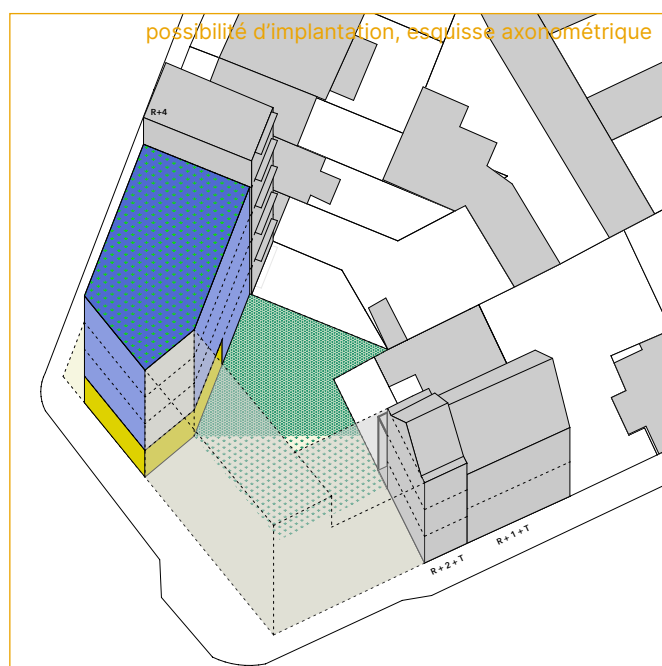 possibilité d’implantation, esquisse axonométrique
R+4
R+1+T
R+2+T